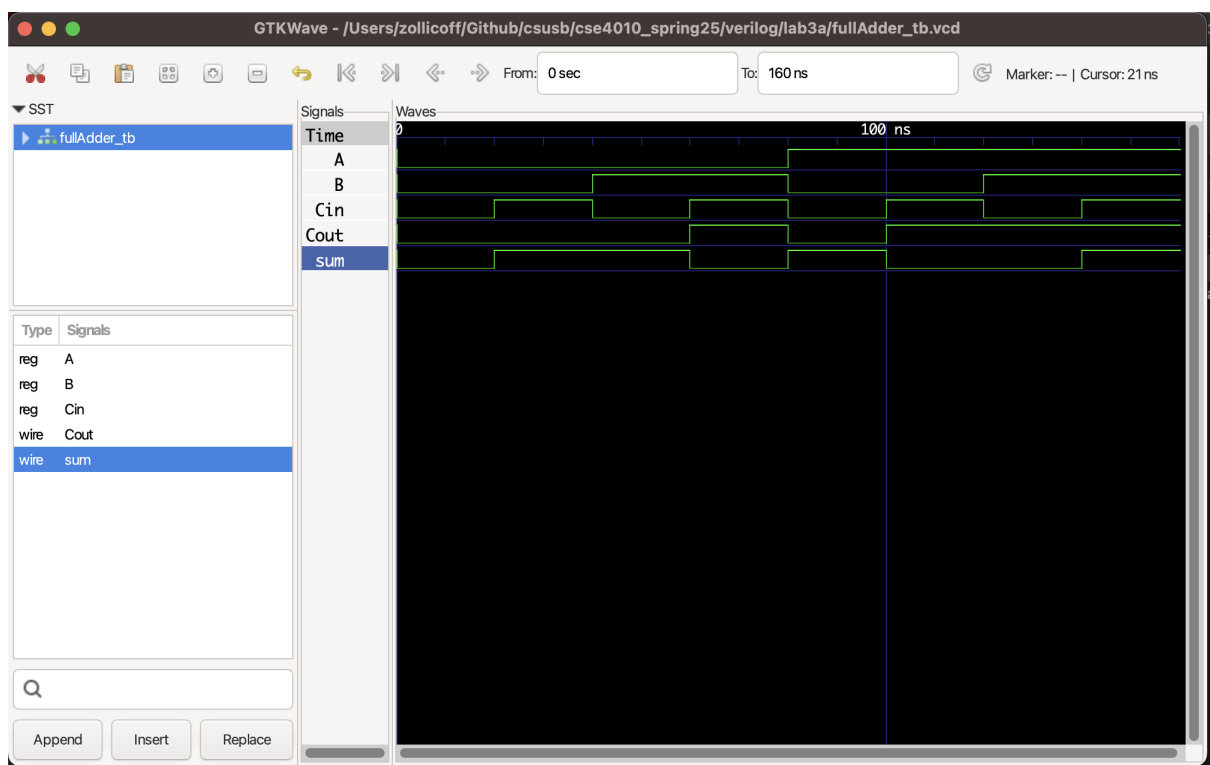 GTKWave - /Users/zollicoff/Github/csusb/cse4010_spring25/verilog/lab3a/fullAdder_tb.vcd
From: 0 sec To: 160 ns Marker: -- | Cursor: 21 ns
SST
fullAdder_tb
Type Signals
reg A
reg B
reg Cin
wire Cout
wire sum
Append Insert Replace
Signals
Time
A
B
Cin
Cout
sum
Waves
0 100 ns